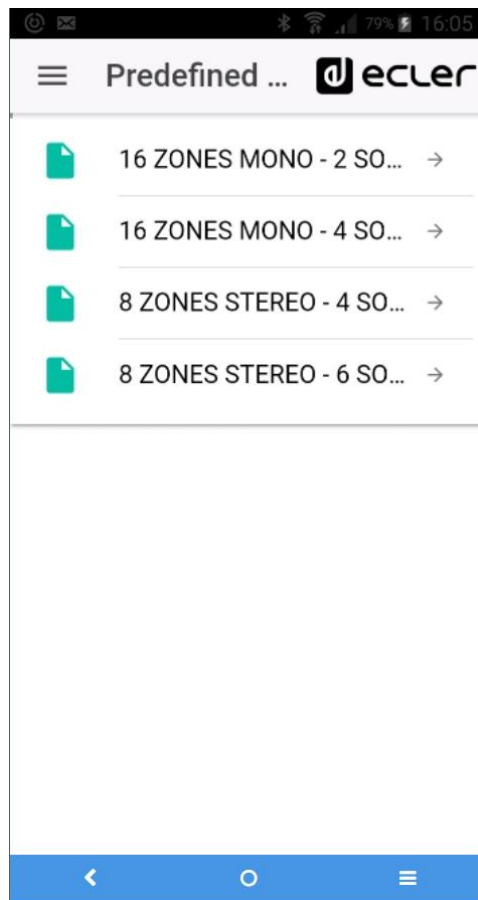 79% 16:05
Predefined ... ecler
16 ZONES MONO - 2 SO...
16 ZONES MONO - 4 SO...
8 ZONES STEREO - 4 SO...
8 ZONES STEREO - 6 SO...